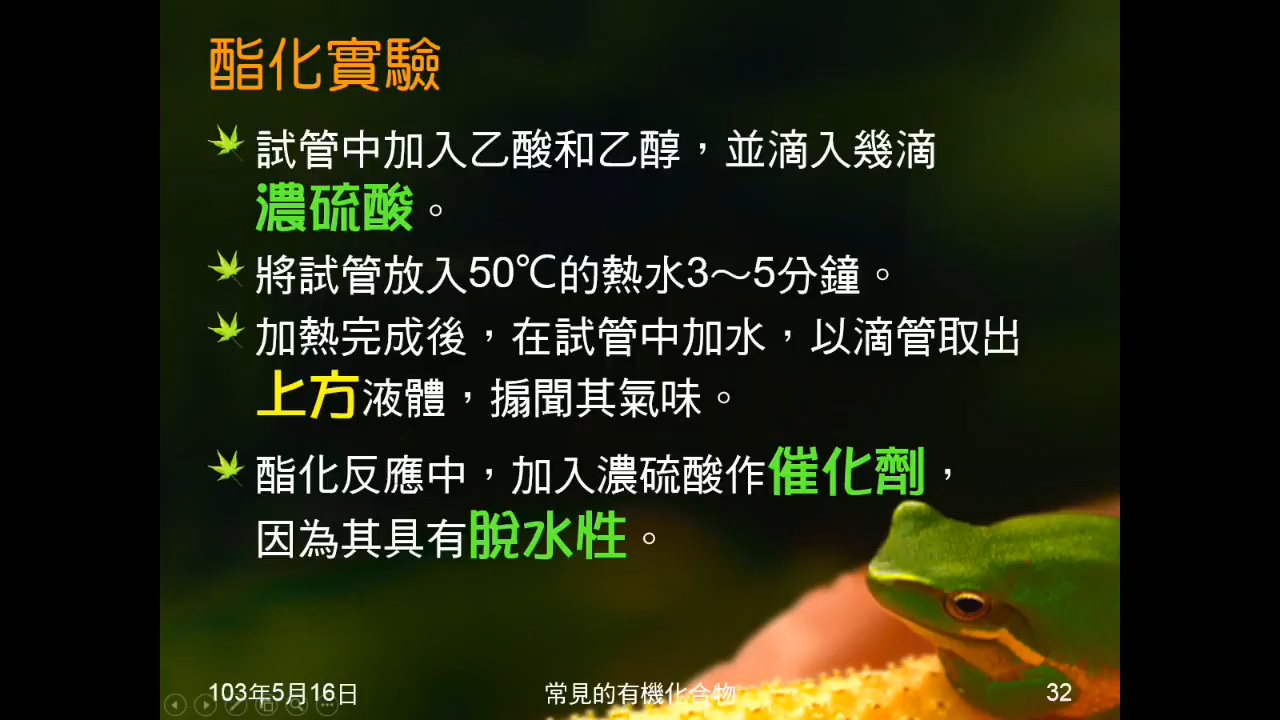 酯化實驗
試管中加入乙酸和乙醇，並滴入幾滴
濃硫酸。
將試管放入50℃的熱水3～5分鐘。
加熱完成後，在試管中加水，以滴管取出
上方液體，搧聞其氣味。
酯化反應中，加入濃硫酸作催化劑，
因為其具有脫水性。
103年5月16日
常見的有機化合物
32